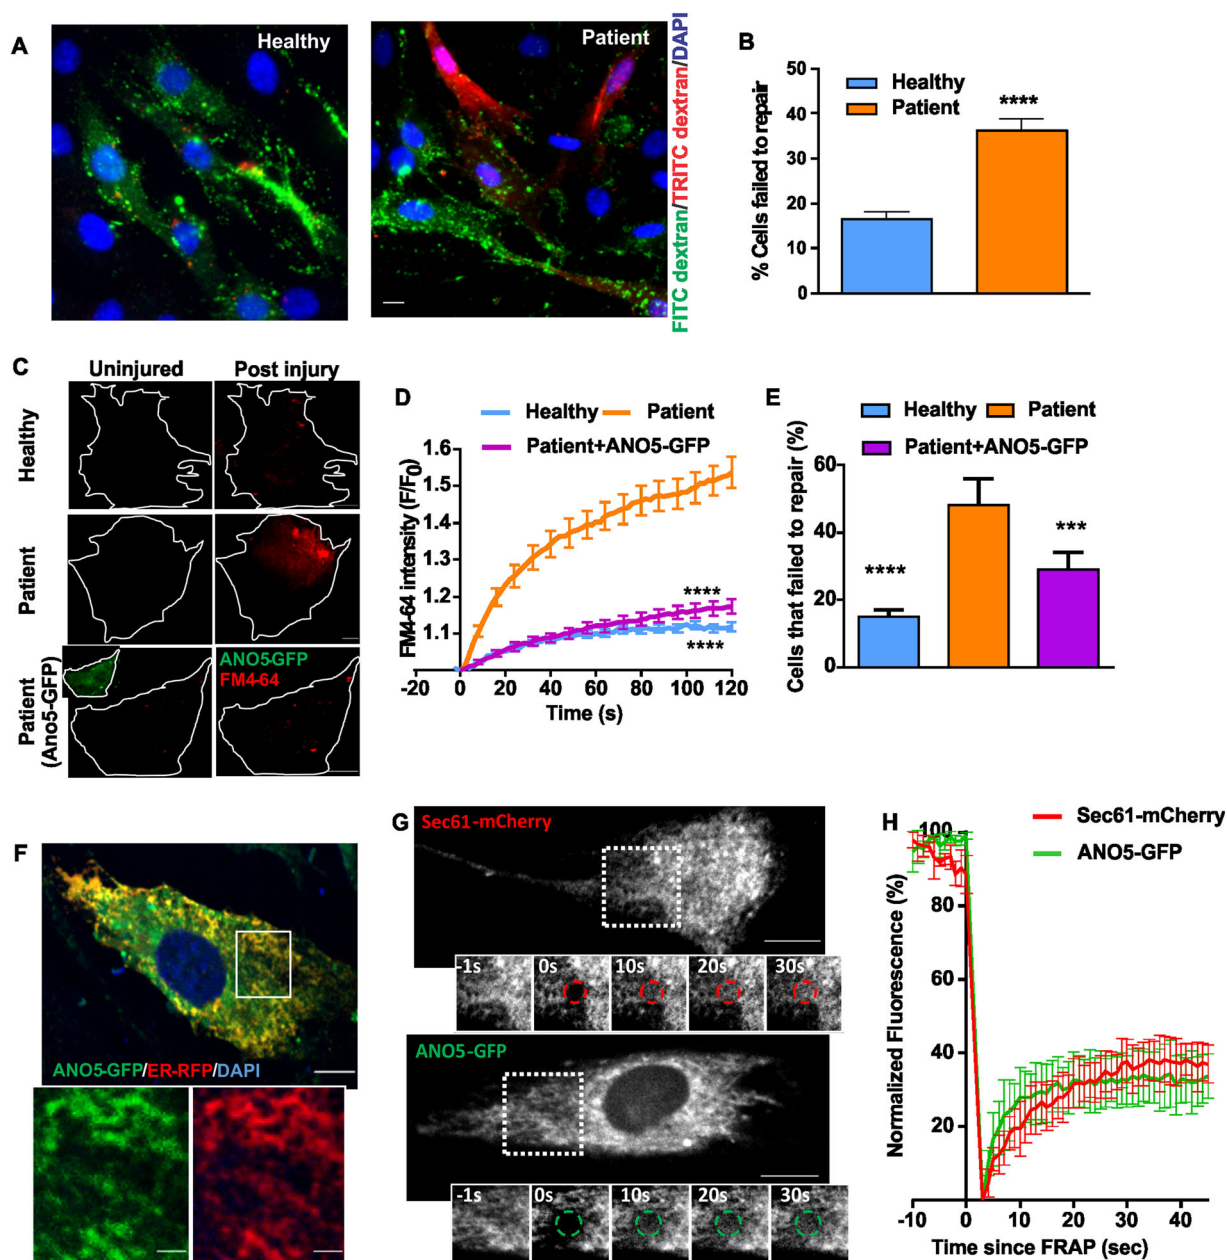 A
Healthy
Patient
FITC dextran/TRITC dextran/DAPI
B
% Cells failed to repair
50
40
30
20
10
0
Healthy
Patient
****
C
Uninjured
Post injury
Healthy
Patient
Patient
(Ano5-GFP)
ANO5-GFP
FM4-64
D
Healthy
Patient
Patient+ANO5-GFP
FM4-64 intensity (F/F0)
1.6
1.5
1.4
1.3
1.2
1.1
****
****
-20 0 20 40 60 80 100 120
Time (s)
E
Healthy
Patient
Patient+ANO5-GFP
Cells that failed to repair (%)
60
40
20
0
****
***
F
ANO5-GFP/ER-RFP/DAPI
G
Sec61-mCherry
-1s
0s
10s
20s
30s
ANO5-GFP
-1s
0s
10s
20s
30s
H
Sec61-mCherry
ANO5-GFP
Normalized Fluorescence (%)
100
80
60
40
20
-10 0 10 20 30 40
Time since FRAP (sec)